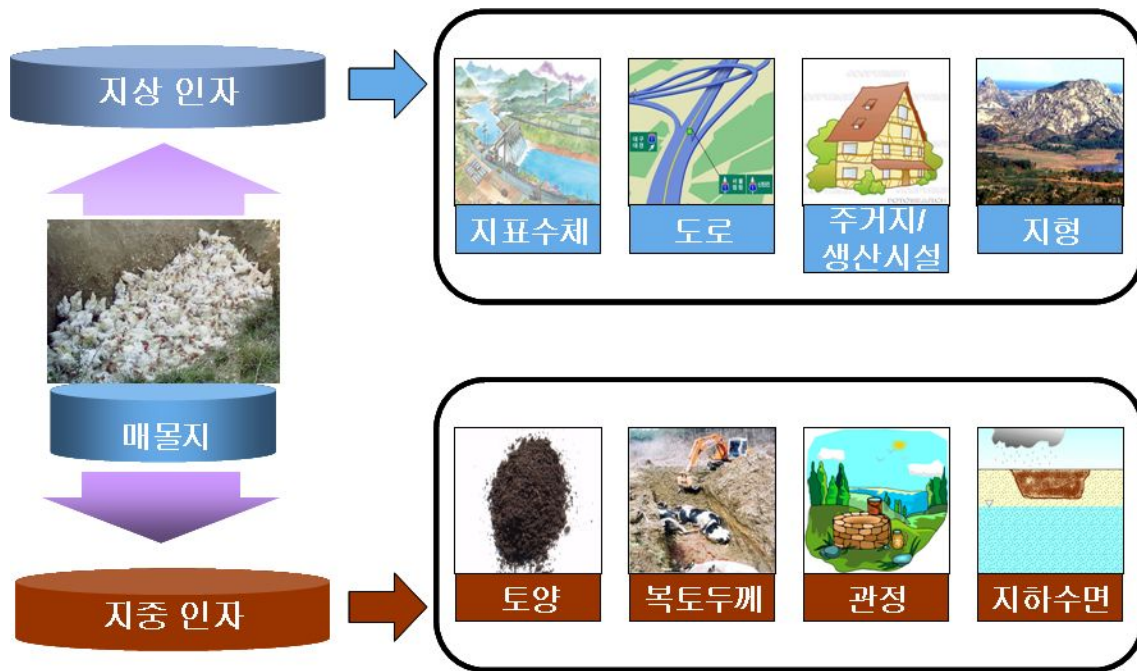 지상 인자
지표수체
도로
주거지/
생산시설
지형
매몰지
지중 인자
토양
복토두께
관정
지하수면